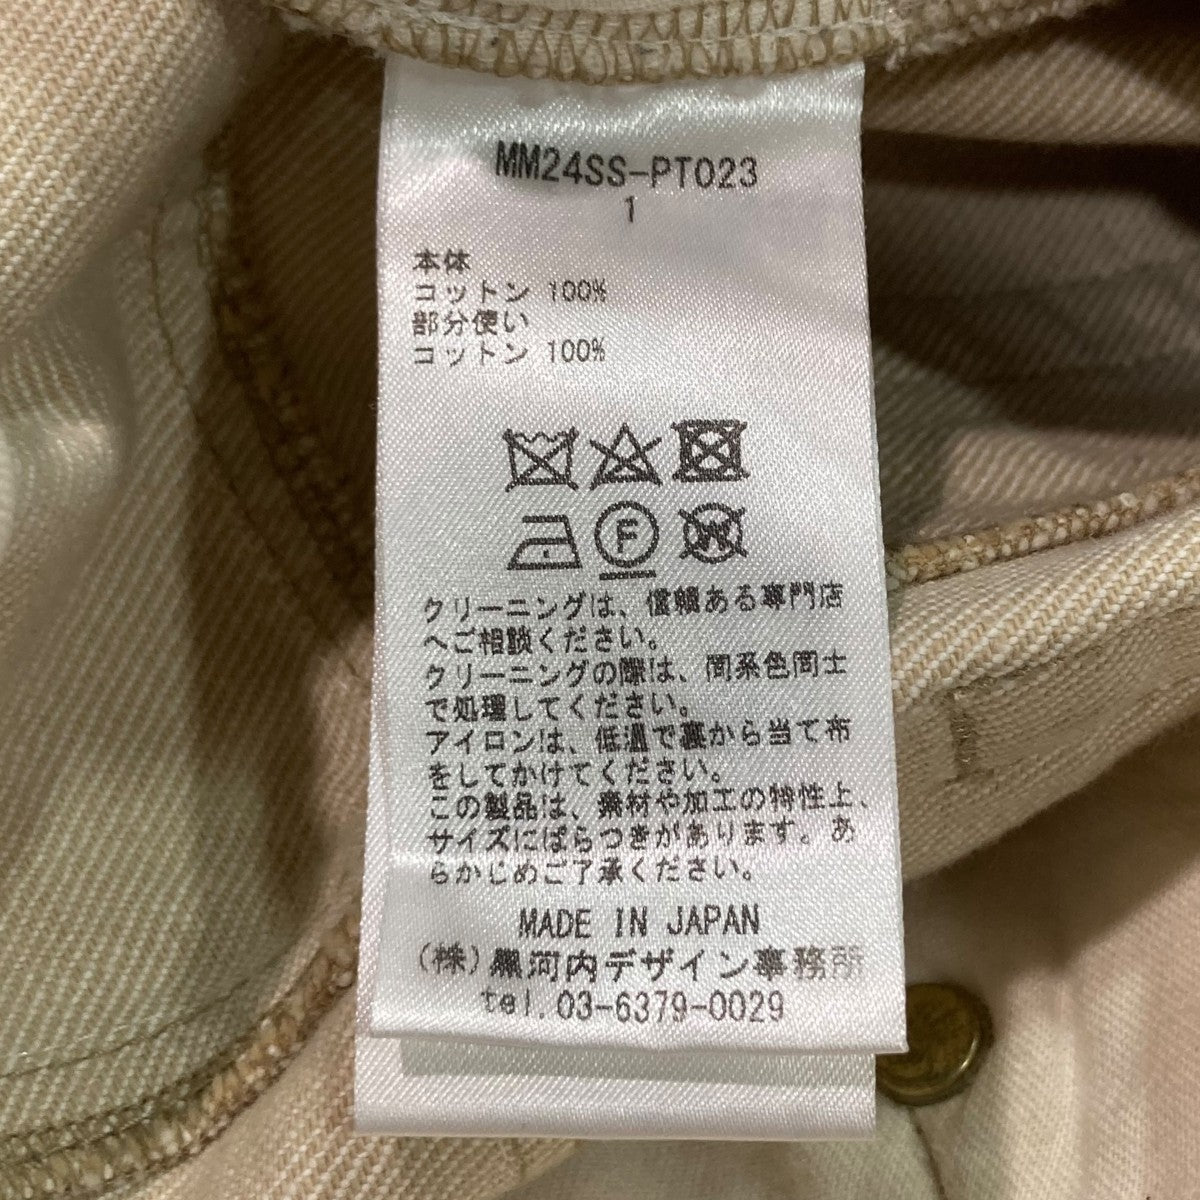 MM24SS-PT023
1
本体
コットン 100%
部分使い
コットン 100%
F
W
クリーニングは、信頼ある専門店
へご相談ください。
クリーニングの際は、同系色同士
で処理してください。
アイロンは、低温で裏から当て布
をしてかけてください。
この製品は、素材や加工の特性上、
サイズにばらつきがあります。あ
らかじめご了承ください。
MADE IN JAPAN
(株)黒河内デザイン事務所
tel.03-6379-0029